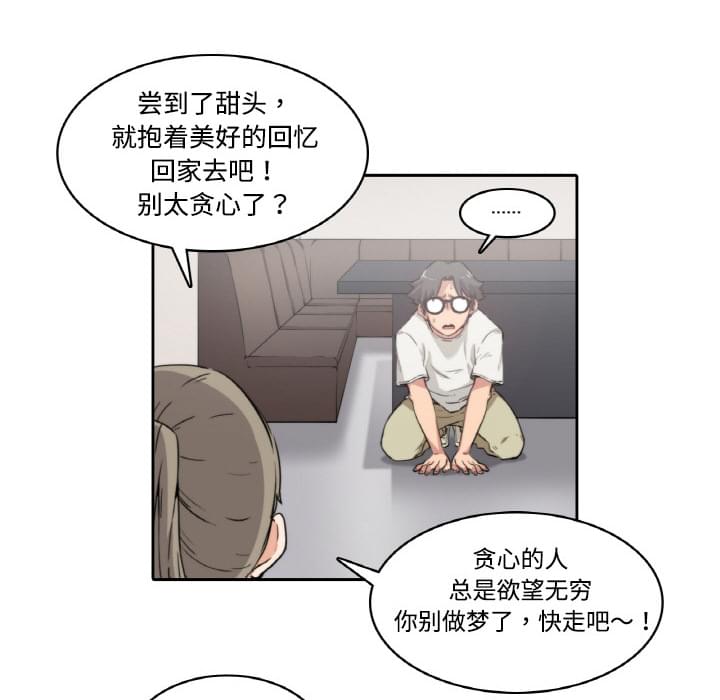 尝到了甜头，
就抱着美好的回忆
回家去吧！
别太贪心了？
……
贪心的人
总是欲望无穷
你别做梦了，快走吧～！